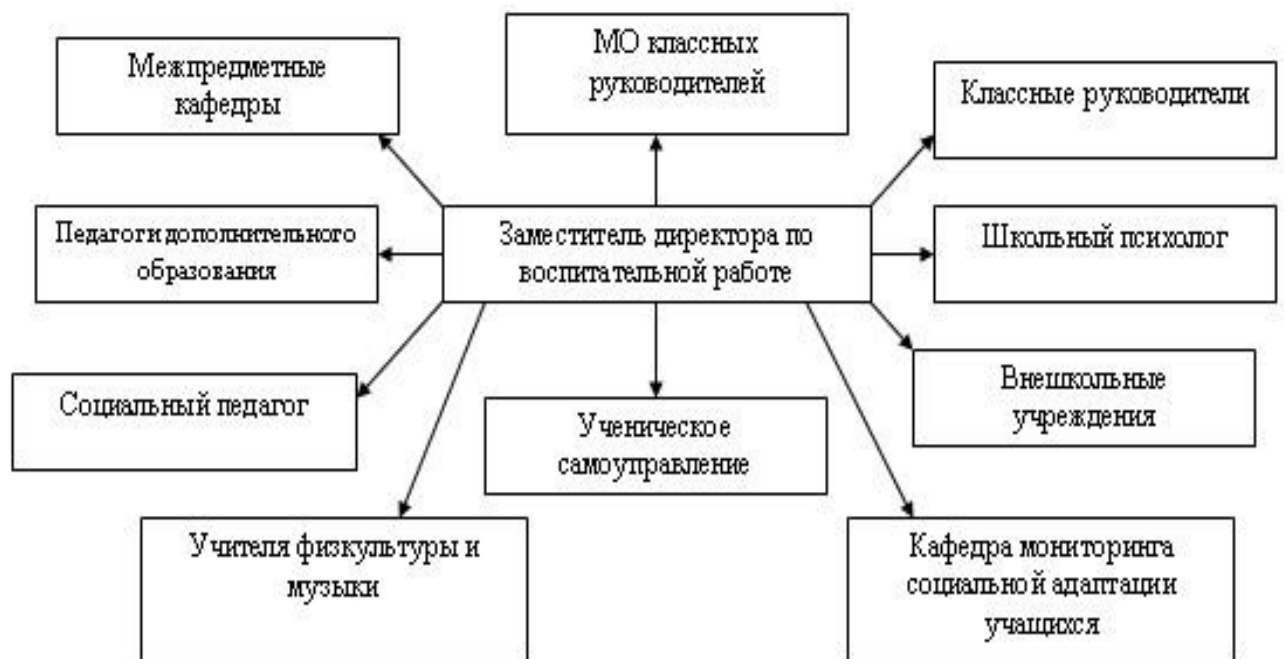 МО классных
руководителей
Межпредметные
кафедры
Классные руководители
Педагоги дополнительного
образования
Заместитель директора по
воспитательной работе
Школьный психолог
Социальный педагог
Ученическое
самоуправление
Внешкольные
учреждения
Учителя физкультуры и
музыки
Кафедра мониторинга
социальной адаптации
учащихся